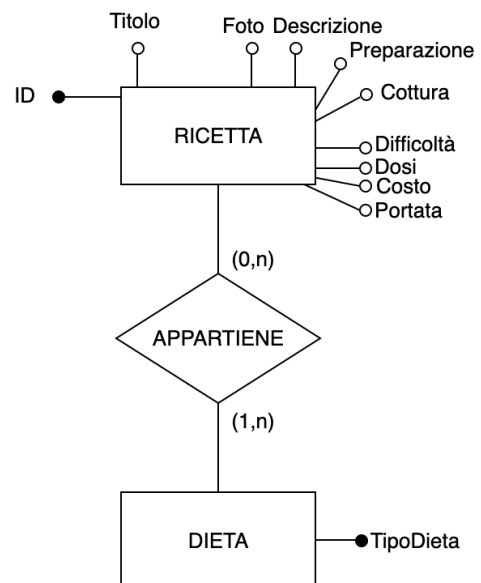 Titolo
Foto
Descrizione
Preparazione
ID
Cottura
RICETTA
Difficoltà
Dosi
Costo
Portata
(0,n)
APPARTIENE
(1,n)
DIETA
TipoDieta